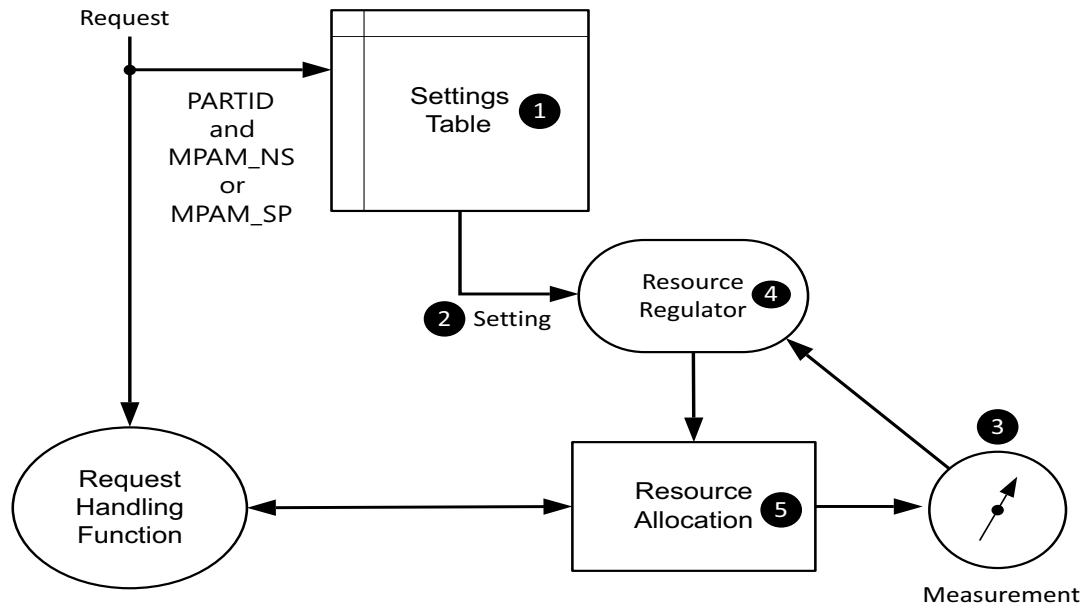 Request
PARTID
and
MPAM_NS
or
MPAM_SP
Settings
Table
1
2 Setting
Resource
Regulator
4
3
Request
Handling
Function
Resource
Allocation
5
Measurement